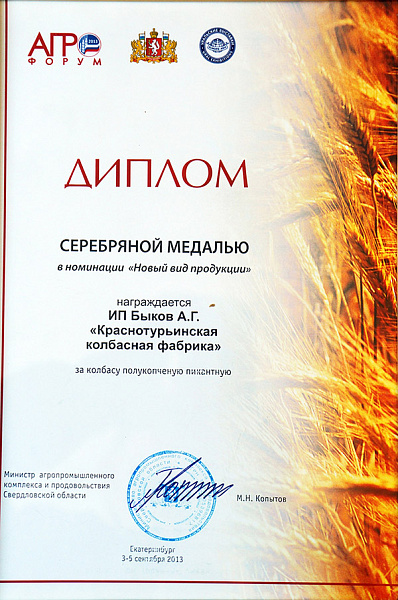 АГРО
2013
ФОРУМ
ДИПЛОМ
СЕРЕБРЯНОЙ МЕДАЛЬЮ
в номинации «Новый вид продукции»
награждается
ИП Быков А.Г.
«Краснотурьинская
колбасная фабрика»
за колбасу полукопченую пикантную
Министр агропромышленного
комплекса и продовольствия
Свердловской области
М.Н. Копытов
Екатеринбург
3-5 сентября 2013